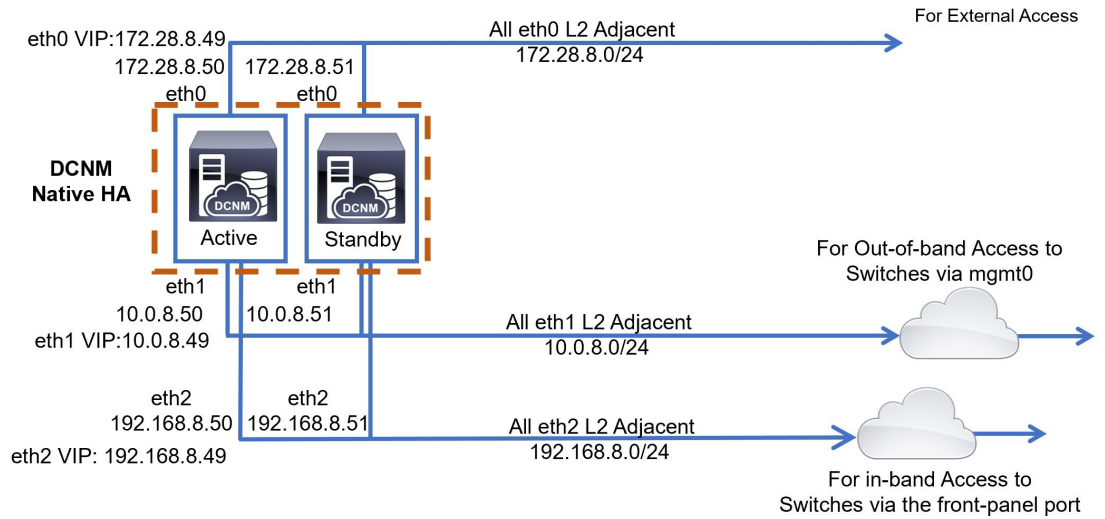 For External Access
eth0 VIP:172.28.8.49
All eth0 L2 Adjacent
172.28.8.0/24
172.28.8.50
172.28.8.51
eth0
eth0
DCNM
Native HA
DCNM
DCNM
Active
Standby
For Out-of-band Access to
Switches via mgmt0
eth1
eth1
10.0.8.50
10.0.8.51
eth1 VIP:10.0.8.49
All eth1 L2 Adjacent
10.0.8.0/24
eth2
eth2
192.168.8.50
192.168.8.51
All eth2 L2 Adjacent
192.168.8.0/24
eth2 VIP: 192.168.8.49
For in-band Access to
Switches via the front-panel port